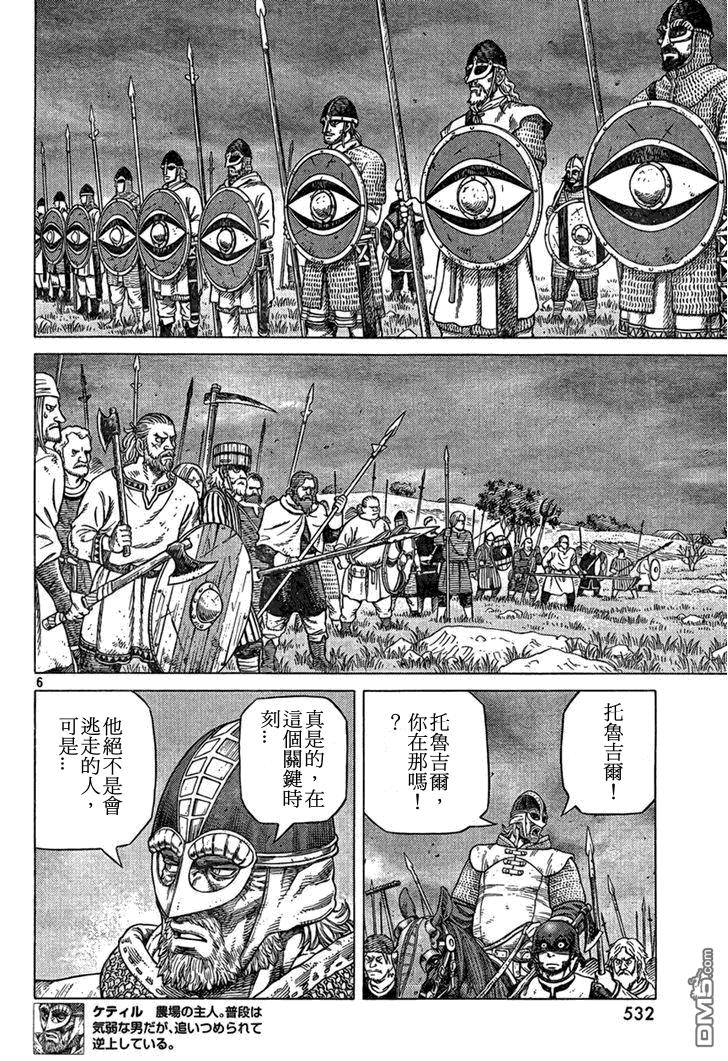 6
托魯吉爾！
托魯吉爾，
你在那嗎！
？
真是的，在
這個關鍵時
刻…
他絕不是會
逃走的人，
可是…
ケティル　農場の主人。普段は
気弱な男だが、追いつめられて
逆上している。
532
DM5.com